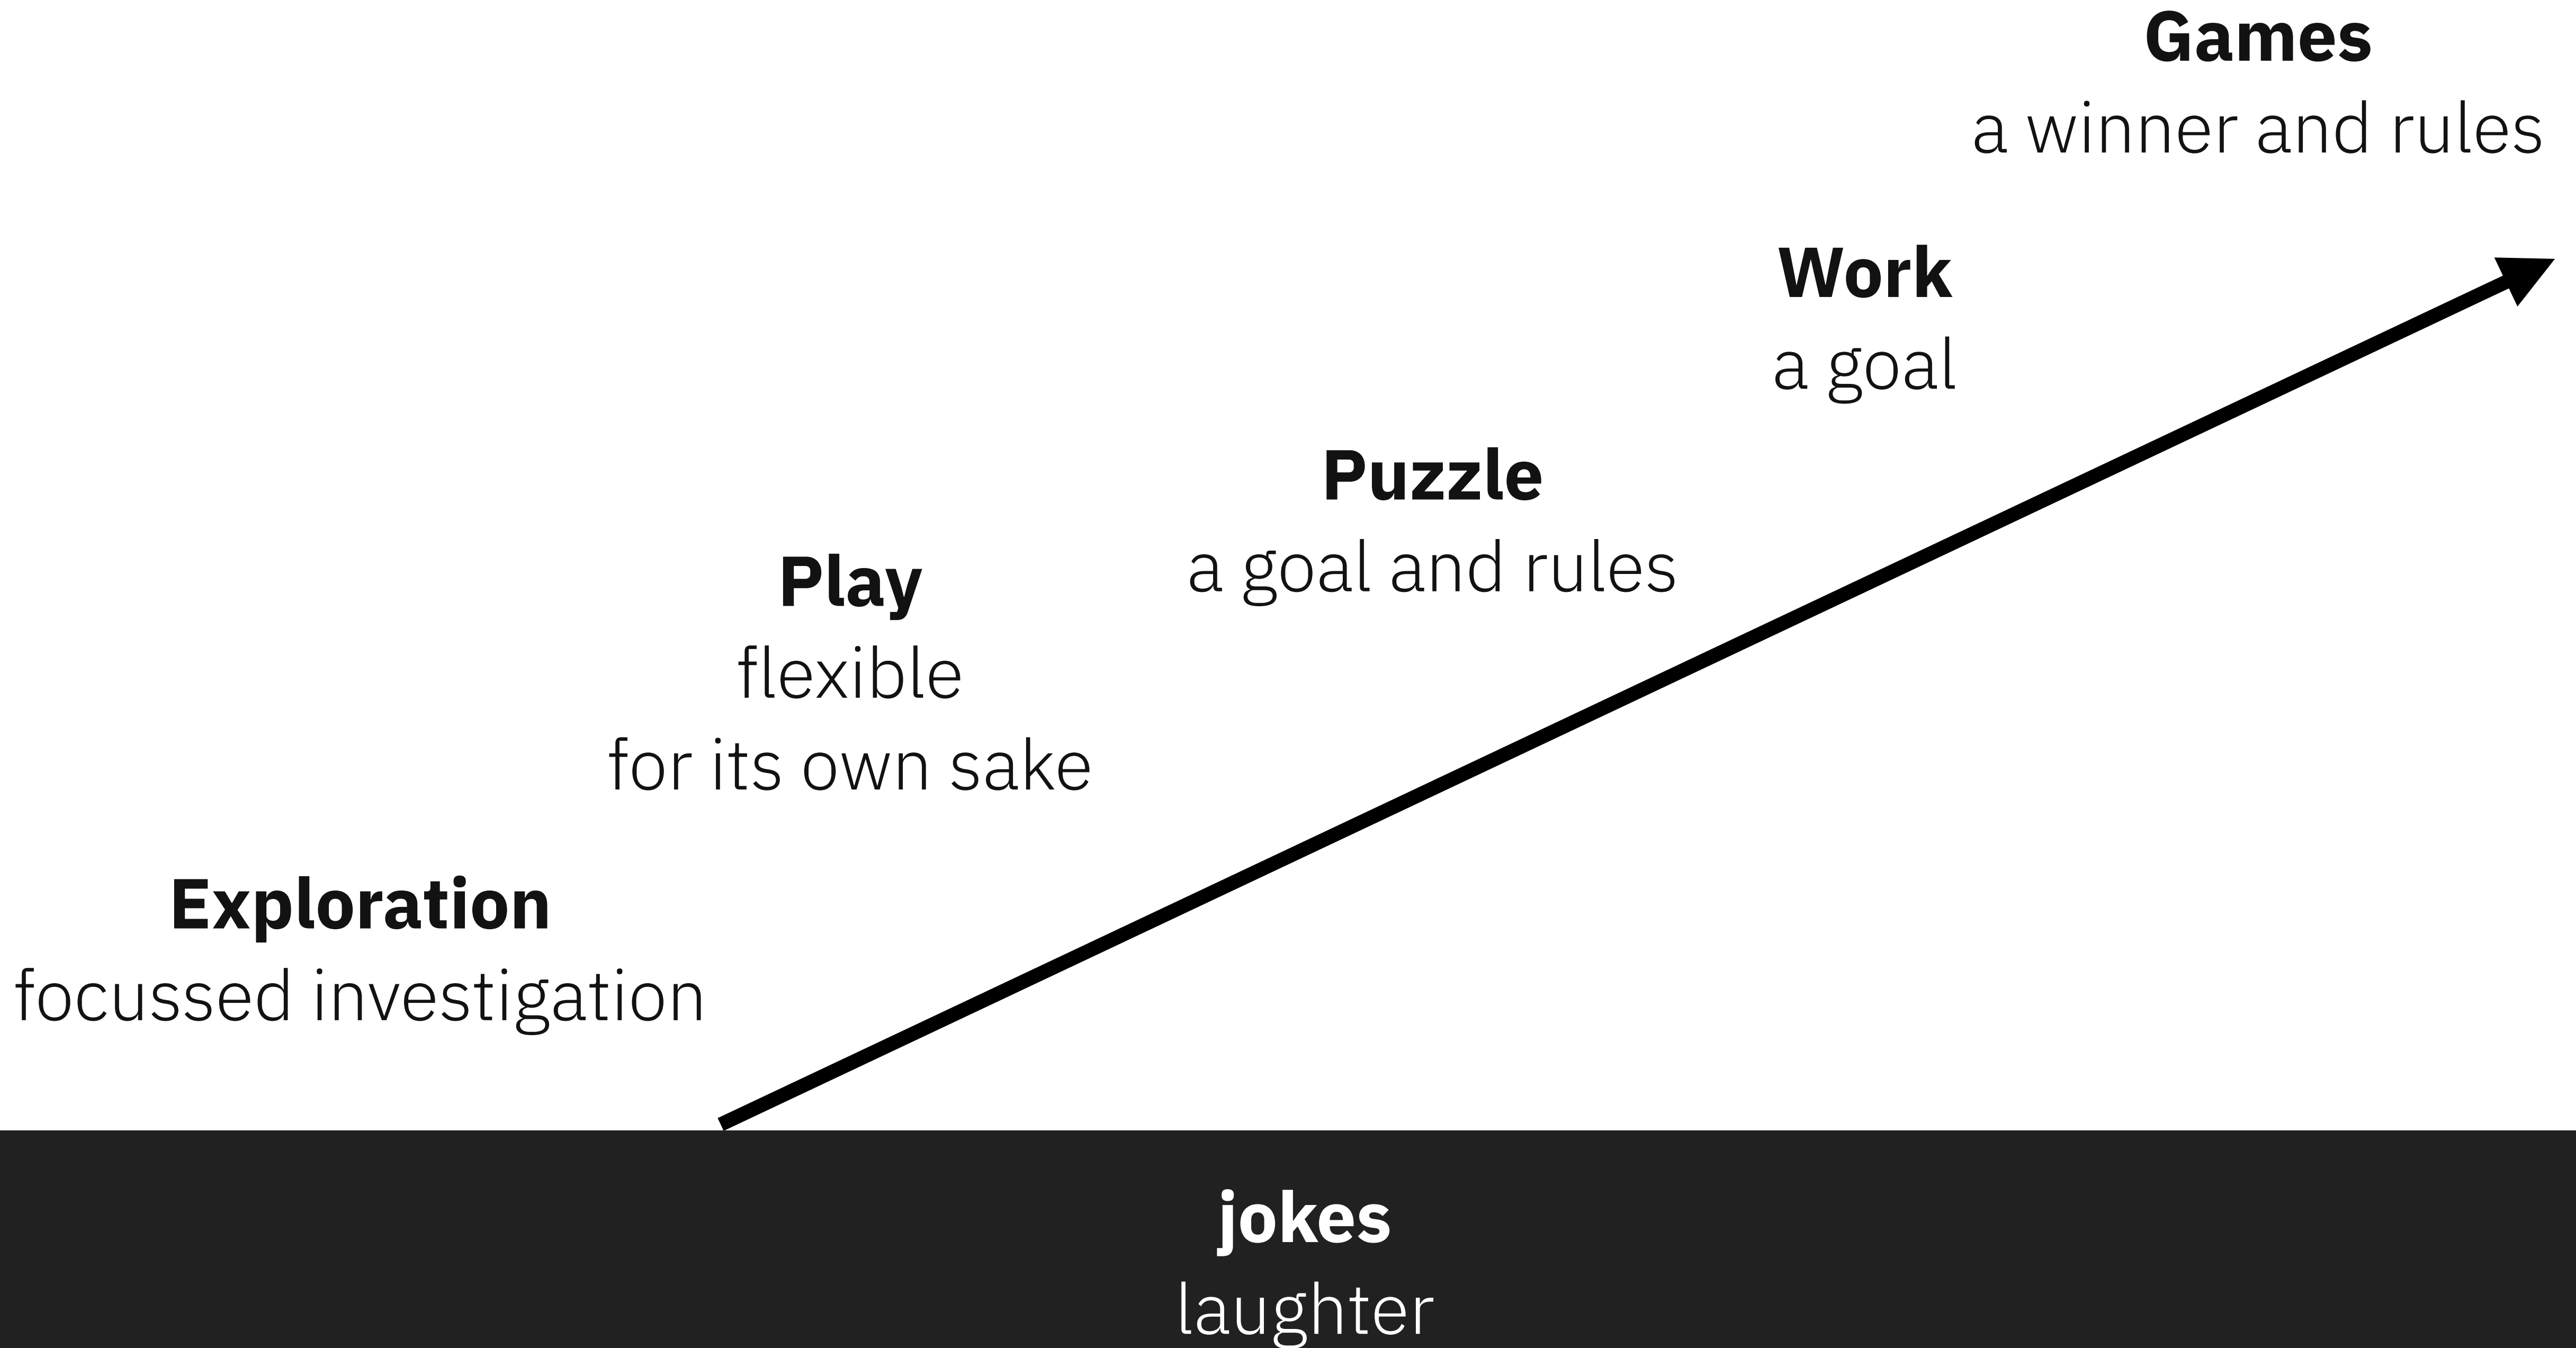 Games
a winner and rules
Work
a goal
Puzzle
a goal and rules
Play
flexible
for its own sake
Exploration
focussed investigation
jokes
laughter